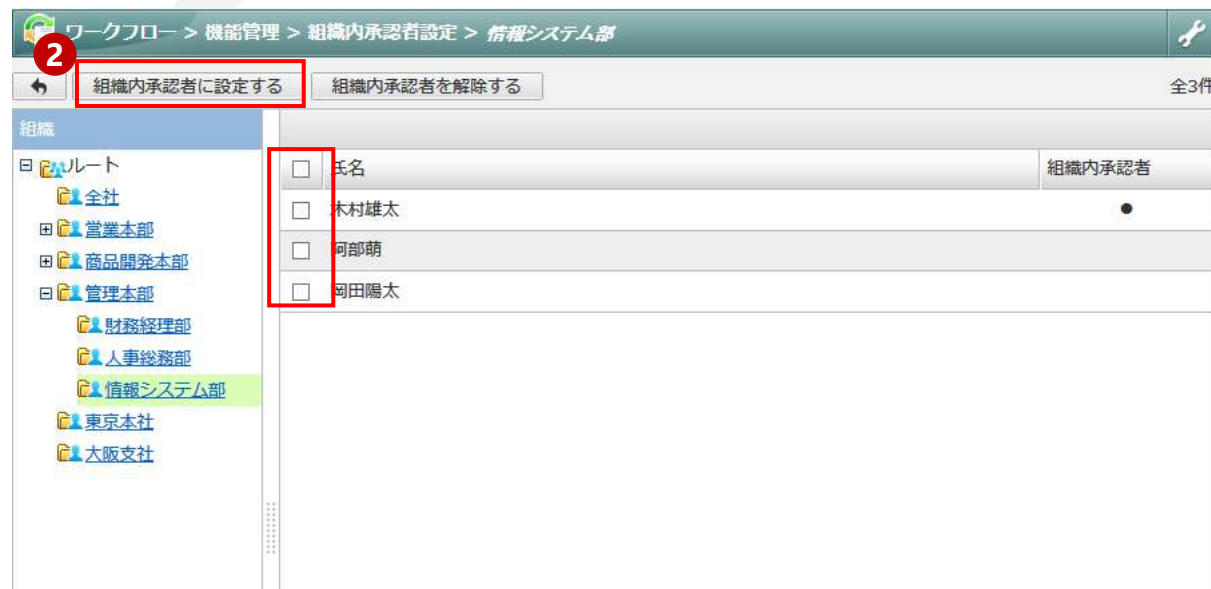 ワークフロー > 機能管理 > 組織内承認者設定 > 情報システム部
2
組織内承認者に設定する 組織内承認者を解除する 全3件
組織
ルート
全社
営業本部
商品開発本部
管理本部
財務経理部
人事総務部
情報システム部
東京本社
大阪支社
氏名 組織内承認者
木村雄太 ●
阿部萌
岡田陽太